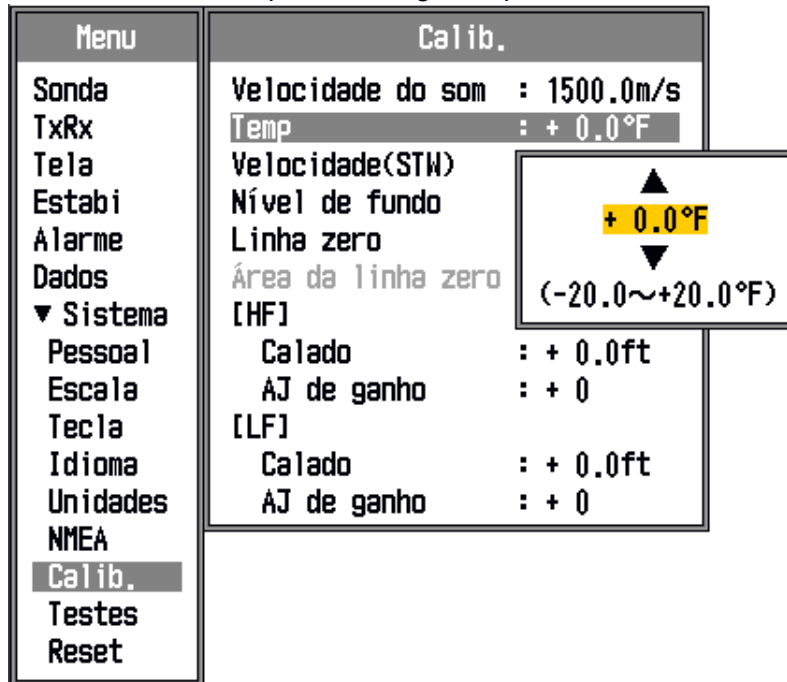 Menu
Sonda
TxRx
Tela
Estabi
Alarme
Dados
▼ Sistema
Pessoal
Escala
Tecla
Idioma
Unidades
NMEA
Calib.
Testes
Reset
Calib.
Velocidade do som : 1500.0m/s
Temp : + 0.0°F
Velocidade(STW)
Nível de fundo
Linha zero
Área da linha zero
[HF]
Calado : + 0.0ft
AJ de ganho : + 0
[LF]
Calado : + 0.0ft
AJ de ganho : + 0
▲
+ 0.0°F
▼
(-20.0～+20.0°F)